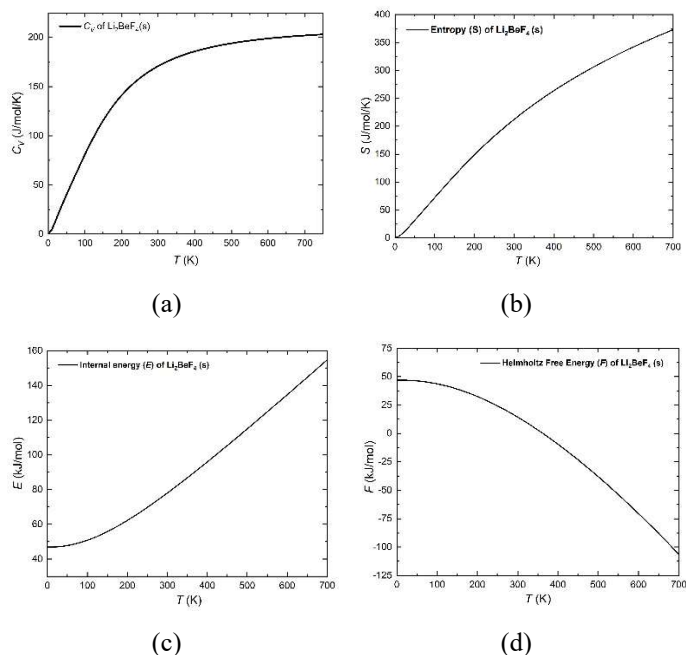 C_V of Li₂BeF₄(s)
200
150
100
50
0
C_V (J/mol/K)
0 100 200 300 400 500 600 700
T (K)
(a)
Entropy (S) of Li₂BeF₄ (s)
400
350
300
250
200
150
100
50
0
S (J/mol/K)
0 100 200 300 400 500 600 700
T (K)
(b)
Internal energy (E) of Li₂BeF₄ (s)
160
140
120
100
80
60
40
E (kJ/mol)
0 100 200 300 400 500 600 700
T (K)
(c)
Helmholtz Free Energy (F) of Li₂BeF₄ (s)
75
50
25
0
-25
-50
-75
-100
-125
F (kJ/mol)
0 100 200 300 400 500 600 700
T (K)
(d)